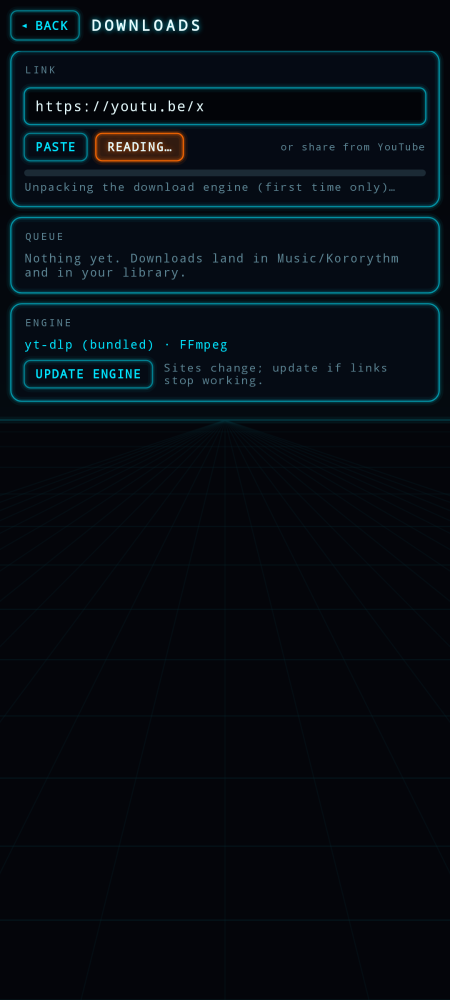 ◂ BACK DOWNLOADS
LINK
https://youtu.be/x
PASTE READING… or share from YouTube
Unpacking the download engine (first time only)…
QUEUE
Nothing yet. Downloads land in Music/Kororythm
and in your library.
ENGINE
yt-dlp (bundled) · FFmpeg
UPDATE ENGINE Sites change; update if links
stop working.